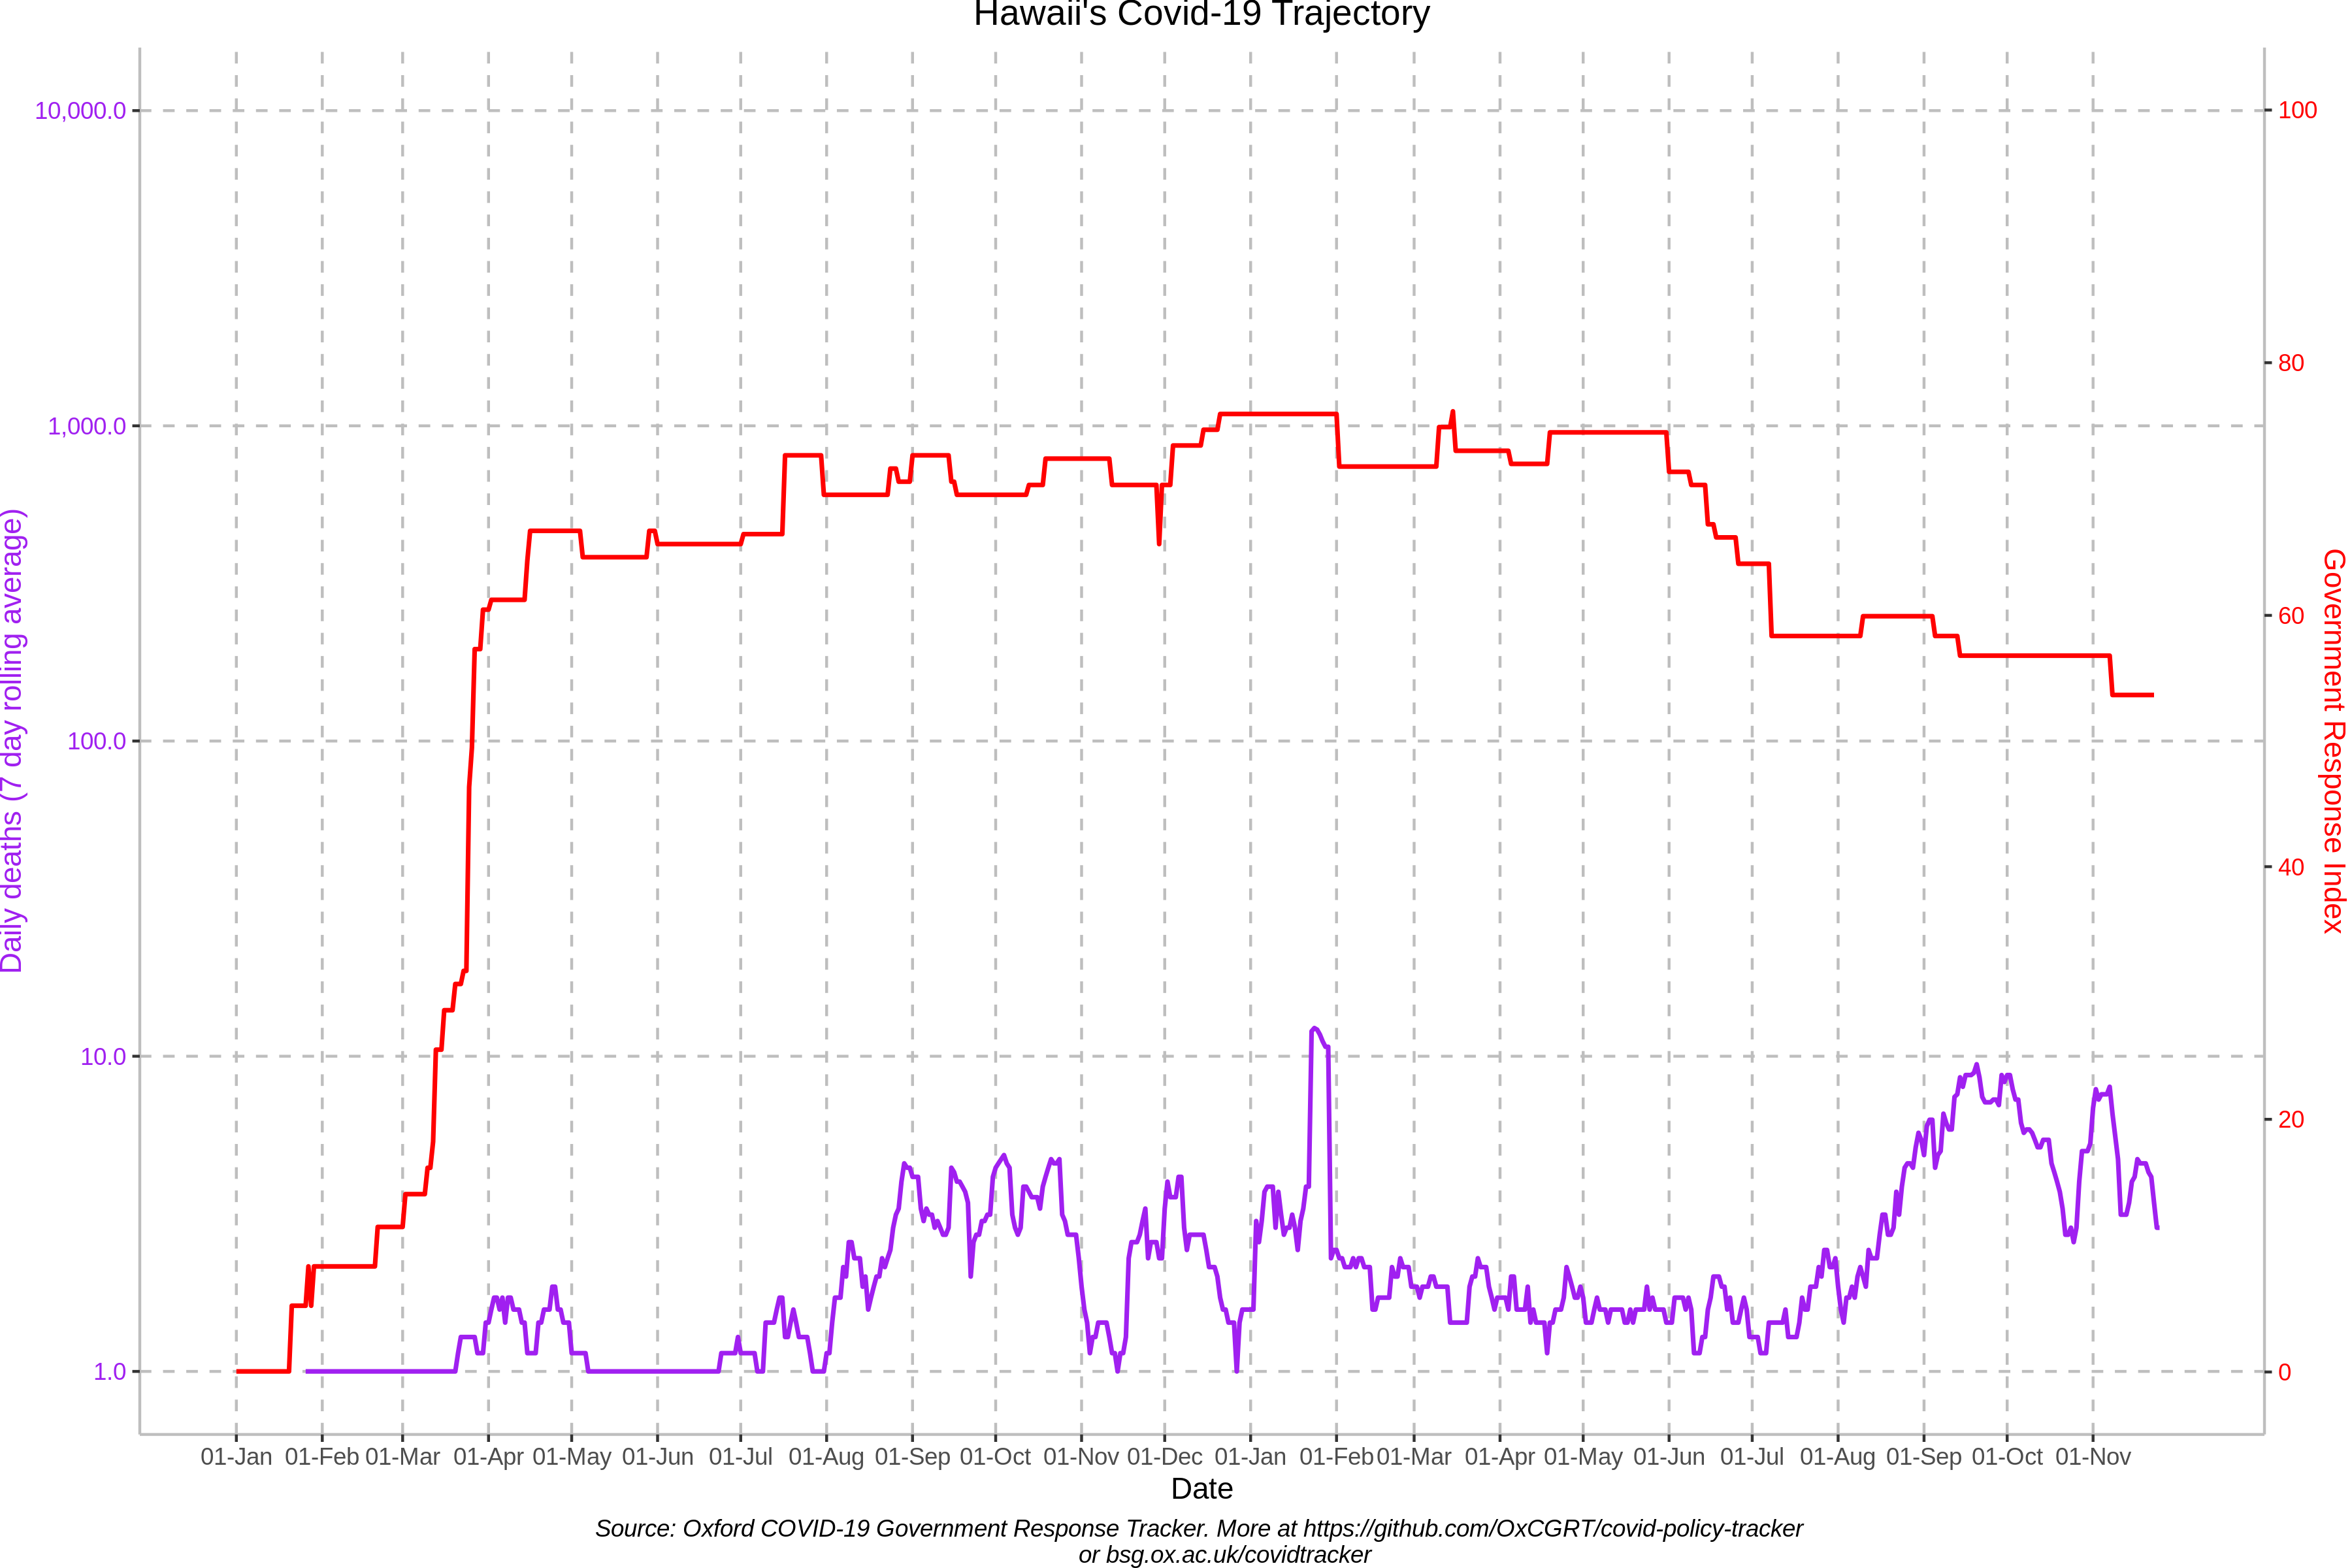 Hawaii's Covid-19 Trajectory
10,000.0
1,000.0
100.0
10.0
1.0
Daily deaths (7 day rolling average)
100
80
60
40
20
0
Government Response Index
01-Jan 01-Feb 01-Mar 01-Apr 01-May 01-Jun 01-Jul 01-Aug 01-Sep 01-Oct 01-Nov 01-Dec 01-Jan 01-Feb 01-Mar 01-Apr 01-May 01-Jun 01-Jul 01-Aug 01-Sep 01-Oct 01-Nov
Date
Source: Oxford COVID-19 Government Response Tracker. More at https://github.com/OxCGRT/covid-policy-tracker
or bsg.ox.ac.uk/covidtracker